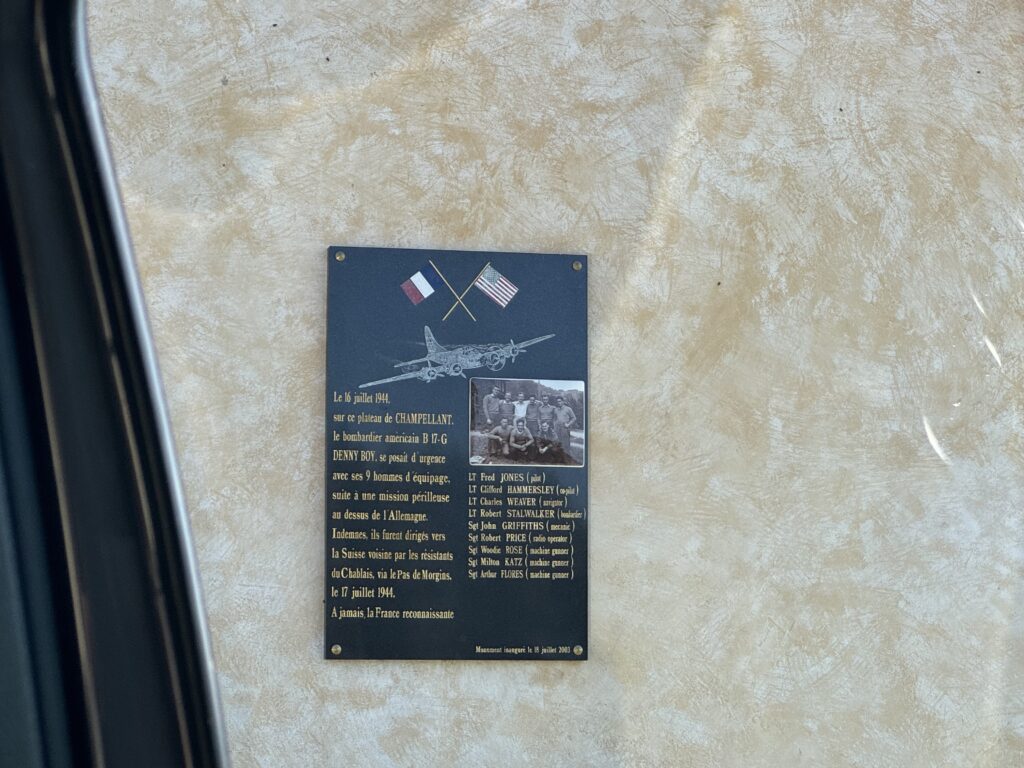 Le 16 juillet 1944,
sur ce plateau de CHAMPELLANT,
le bombardier américain B 17-G
DENNY BOY, se posait d'urgence
avec ses 9 hommes d'équipage,
suite à une mission périlleuse
au dessus de l'Allemagne.
Indemnes, ils furent dirigés vers
la Suisse voisine par les résistants
du Chablais, via le Pas de Morgins,
le 17 juillet 1944.
A jamais, la France reconnaissante
LT Fred JONES (pilot)
LT Clifford HAMMERSLEY (co-pilot)
LT Charles WEAVER (navigator)
LT Robert STALWALKER (bombardier)
Sgt John GRIFFITHS (mecanic)
Sgt Robert PRICE (radio operator)
Sgt Woodie ROSE (machine gunner)
Sgt Milton KATZ (machine gunner)
Sgt Arthur FLORES (machine gunner)
Monument inauguré le 18 juillet 2003